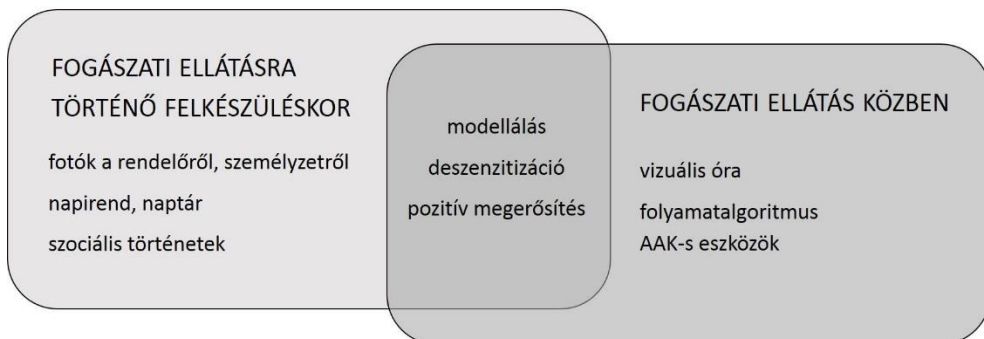 FOGÁSZATI ELLÁTÁSRA
TÖRTÉNŐ FELKÉSZÜLÉSKOR
fotók a rendelőről, személyzetről
napirend, naptár
szociális történetek
modellálás
deszenzitizáció
pozitív megerősítés
FOGÁSZATI ELLÁTÁS KÖZBEN
vizuális óra
folyamatalgoritmus
AAK-s eszközök